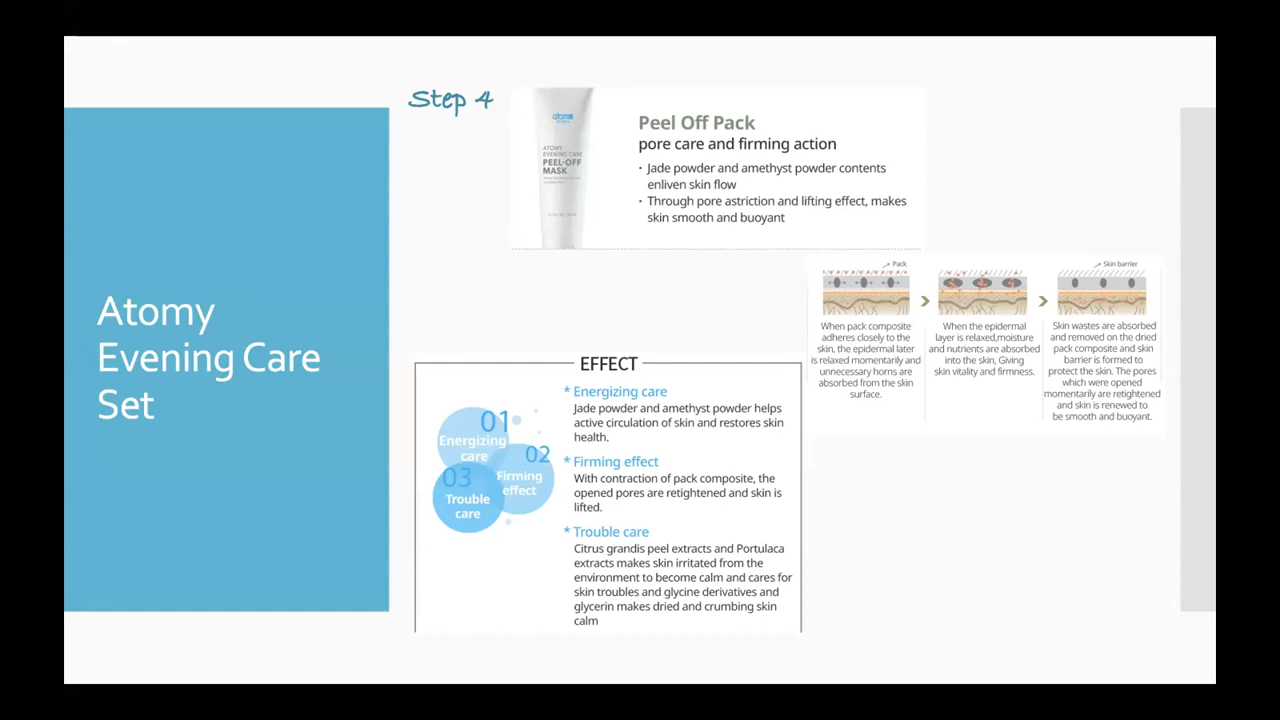 Atomy
Evening Care
Set
Step 4
atom
ATOMY
EVENING CARE
PEEL-OFF
MASK
Peel Off Pack
pore care and firming action
· Jade powder and amethyst powder contents
enliven skin flow
· Through pore astriction and lifting effect, makes
skin smooth and buoyant
Pack
When pack composite
adheres closely to the
skin, the epidermal later
is relaxed momentarily and
unnecessary horns are
absorbed from the skin
surface.
When the epidermal
layer is relaxed,moisture
and nutrients are absorbed
into the skin, Giving
skin vitality and firmness.
Skin barrier
Skin wastes are absorbed
and removed on the dried
pack composite and skin
barrier is formed to
protect the skin. The pores
which were opened
momentarily are retightened
and skin is renewed to
be smooth and buoyant.
EFFECT
01
Energizing
care
02
Firming
effect
03
Trouble
care
* Energizing care
Jade powder and amethyst powder helps
active circulation of skin and restores skin
health.
* Firming effect
With contraction of pack composite, the
opened pores are retightened and skin is
lifted.
* Trouble care
Citrus grandis peel extracts and Portulaca
extracts makes skin irritated from the
environment to become calm and cares for
skin troubles and glycine derivatives and
glycerin makes dried and crumbing skin
calm